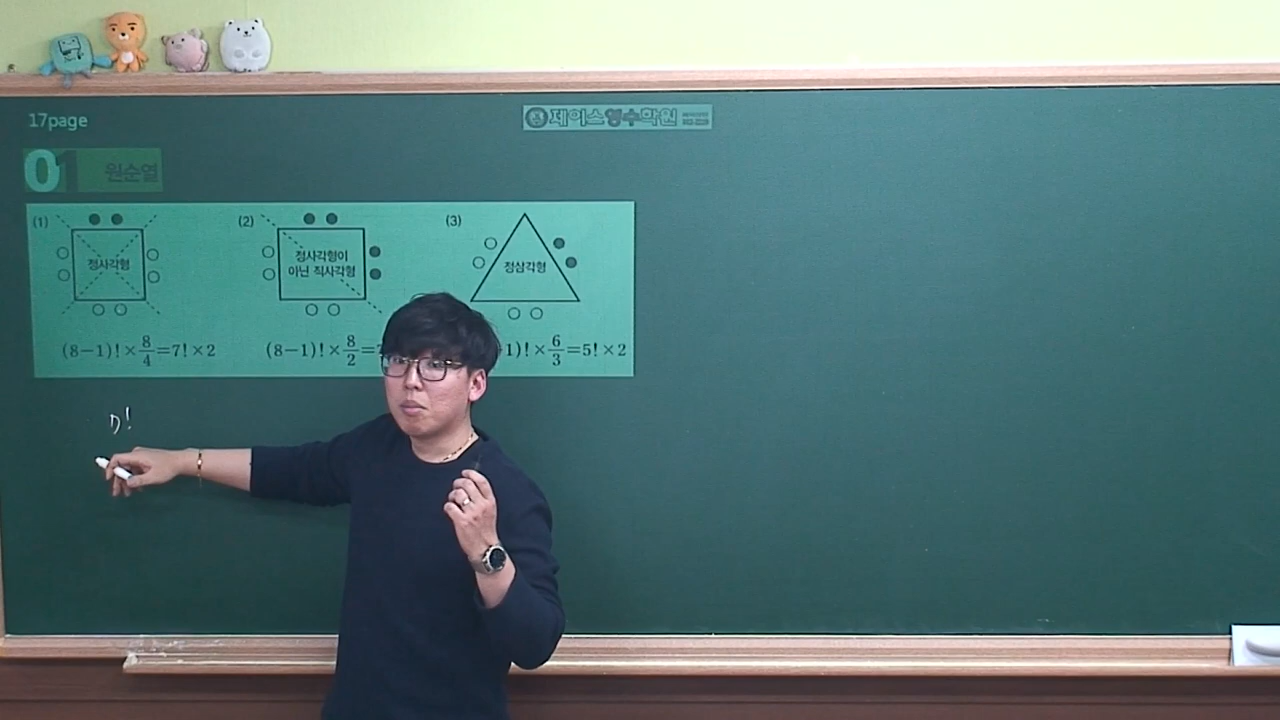 17page
제이스영수학원
01 원순열
(1) 정사각형
(8-1)!×8/4=7!×2
(2) 정사각형이
아닌 직사각형
(8-1)!×8/2=
(3) 정삼각형
1)!×6/3=5!×2
n!